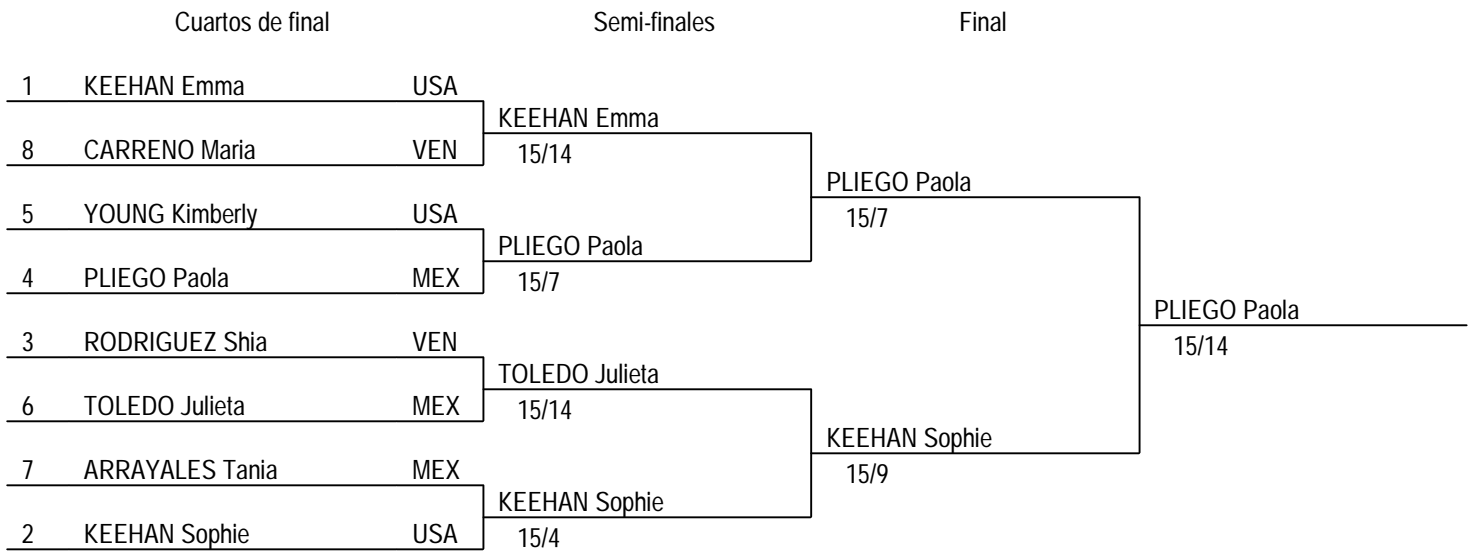 Cuartos de final Semi-finales Final
1 KEEHAN Emma USA
KEEHAN Emma
8 CARRENO Maria VEN 15/14
PLIEGO Paola
5 YOUNG Kimberly USA 15/7
PLIEGO Paola
4 PLIEGO Paola MEX 15/7
PLIEGO Paola
3 RODRIGUEZ Shia VEN 15/14
TOLEDO Julieta
6 TOLEDO Julieta MEX 15/14
KEEHAN Sophie
7 ARRAYALES Tania MEX 15/9
KEEHAN Sophie
2 KEEHAN Sophie USA 15/4